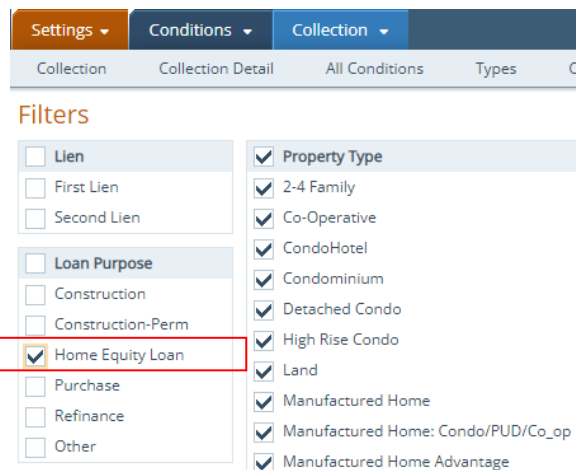 Settings Conditions Collection
Collection Collection Detail All Conditions Types
Filters
Lien
First Lien
Second Lien
Loan Purpose
Construction
Construction-Perm
Home Equity Loan
Purchase
Refinance
Other
Property Type
2-4 Family
Co-Operative
CondoHotel
Condominium
Detached Condo
High Rise Condo
Land
Manufactured Home
Manufactured Home: Condo/PUD/Co_op
Manufactured Home Advantage